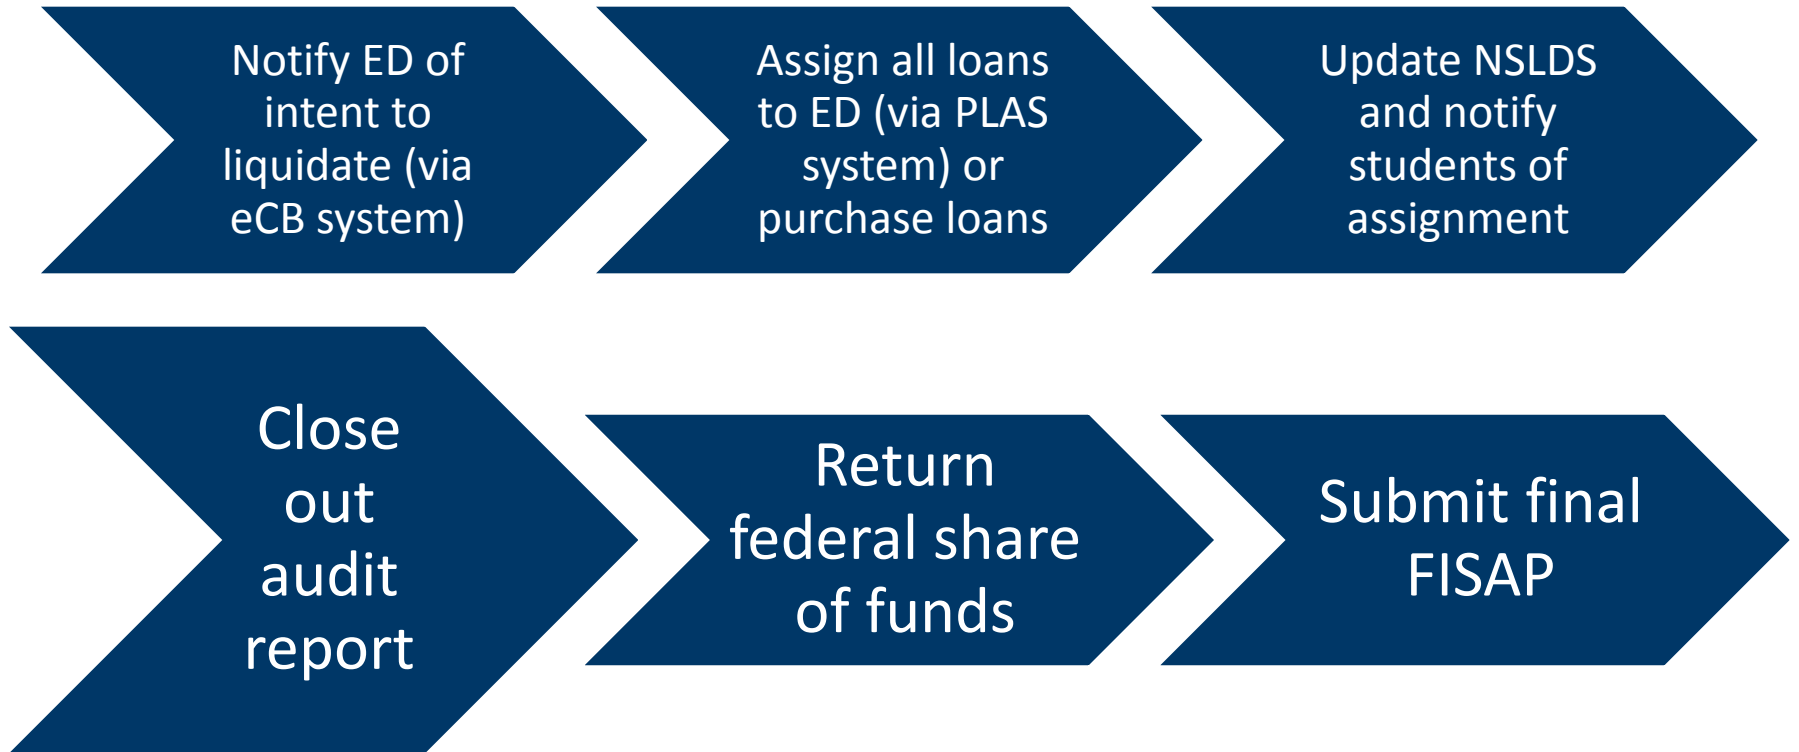 Notify ED of
intent to
liquidate (via
eCB system)
Assign all loans
to ED (via PLAS
system) or
purchase loans
Update NSLDS
and notify
students of
assignment
Close
out
audit
report
Return
federal share
of funds
Submit final
FISAP